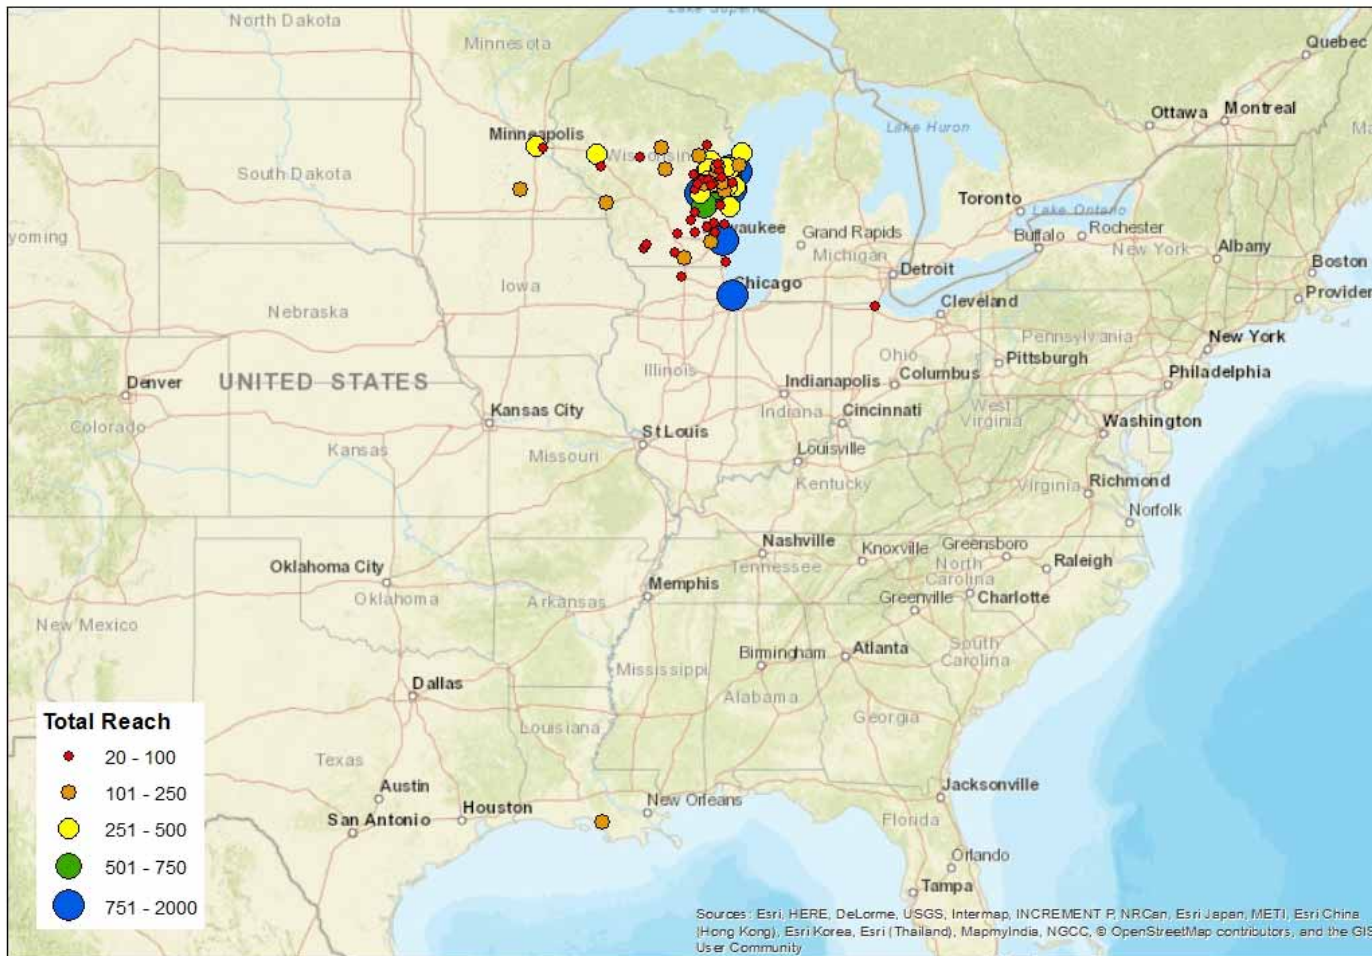 Lake Superior
North Dakota
Minnesota
Quebec
Ottawa
Montreal
Lake Huron
Minneapolis
Wisconsin
South Dakota
Toronto
Lake Ontario
waukee
Grand Rapids
Michigan
Buffalo
Rochester
New York
Albany
yoming
Detroit
Boston
Chicago
Iowa
Provider
Nebraska
Cleveland
Pennsylvania
New York
Pittsburgh
Ohio
Illinois
Denver
UNITED STATES
Indianapolis
Columbus
Philadelphia
Kansas City
Indiana
Cincinnati
West
Virginia
Washington
Colorado
St Louis
Kansas
Missouri
Louisville
Kentucky
Virginia
Richmond
Norfolk
Nashville
Knoxville
Greensboro
Tennessee
Raleigh
Oklahoma City
Memphis
North
Carolina
Oklahoma
Arkansas
Greenville
Charlotte
New Mexico
Birmingham
Atlanta
South
Carolina
Mississippi
Dallas
Alabama
Georgia
Louisiana
Total Reach
20 - 100
Texas
Austin
101 - 250
New Orleans
Jacksonville
Houston
San Antonio
251 - 500
Florida
Orlando
501 - 750
Tampa
751 - 2000
Sources: Esri, HERE, DeLorme, USGS, Intermap, INCREMENT P, NRCan, Esri Japan, METI, Esri China
(Hong Kong), Esri Korea, Esri (Thailand), MapmyIndia, NGCC, © OpenStreetMap contributors, and the GIS
User Community